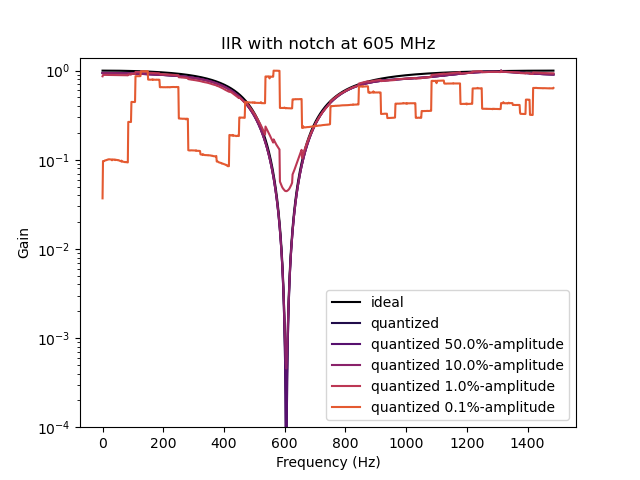 IIR with notch at 605 MHz
Gain
10^0
10^-1
10^-2
10^-3
10^-4
ideal
quantized
quantized 50.0%-amplitude
quantized 10.0%-amplitude
quantized 1.0%-amplitude
quantized 0.1%-amplitude
0 200 400 600 800 1000 1200 1400
Frequency (Hz)